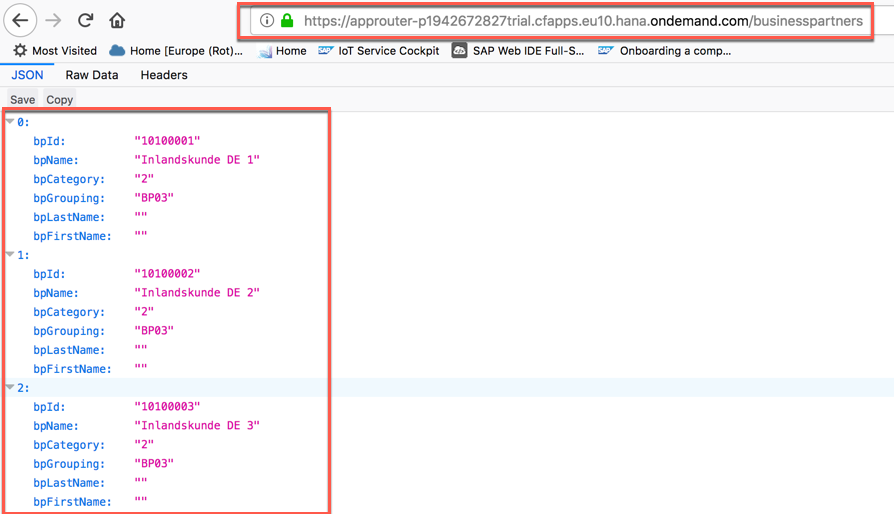 https://approuter-p1942672827trial.cfapps.eu10.hana.ondemand.com/businesspartners
Most Visited Home [Europe (Rot)... Home SAP IoT Service Cockpit SAP Web IDE Full-S... SAP Onboarding a comp...
JSON Raw Data Headers
Save Copy
0:
bpId: "10100001"
bpName: "Inlandskunde DE 1"
bpCategory: "2"
bpGrouping: "BP03"
bpLastName: ""
bpFirstName: ""
1:
bpId: "10100002"
bpName: "Inlandskunde DE 2"
bpCategory: "2"
bpGrouping: "BP03"
bpLastName: ""
bpFirstName: ""
2:
bpId: "10100003"
bpName: "Inlandskunde DE 3"
bpCategory: "2"
bpGrouping: "BP03"
bpLastName: ""
bpFirstName: ""